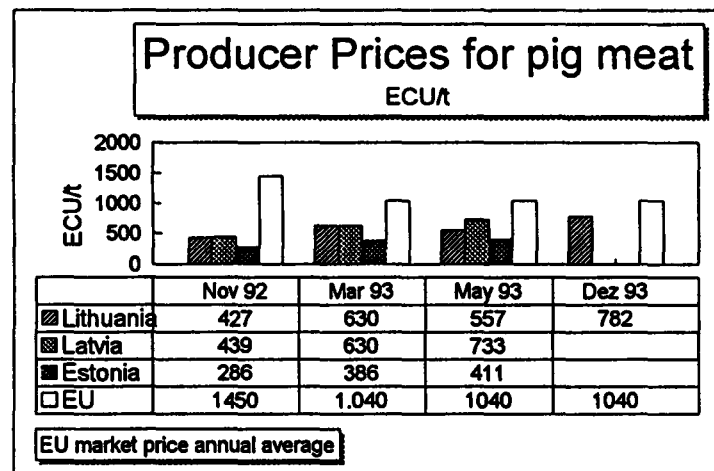 Producer Prices for pig meat
ECU/t
2000
1500
1000
500
0
ECU/t
Nov 92 Mar 93 May 93 Dez 93
Lithuania 427 630 557 782
Latvia 439 630 733
Estonia 286 386 411
EU 1450 1.040 1040 1040
EU market price annual average